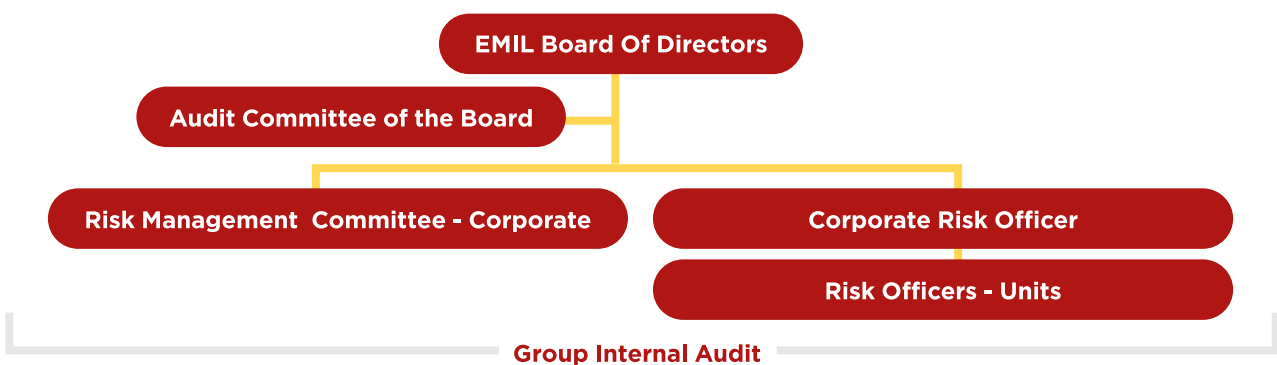 EMIL Board Of Directors
Audit Committee of the Board
Risk Management  Committee - Corporate
Corporate Risk Officer
Risk Officers - Units
Group Internal Audit